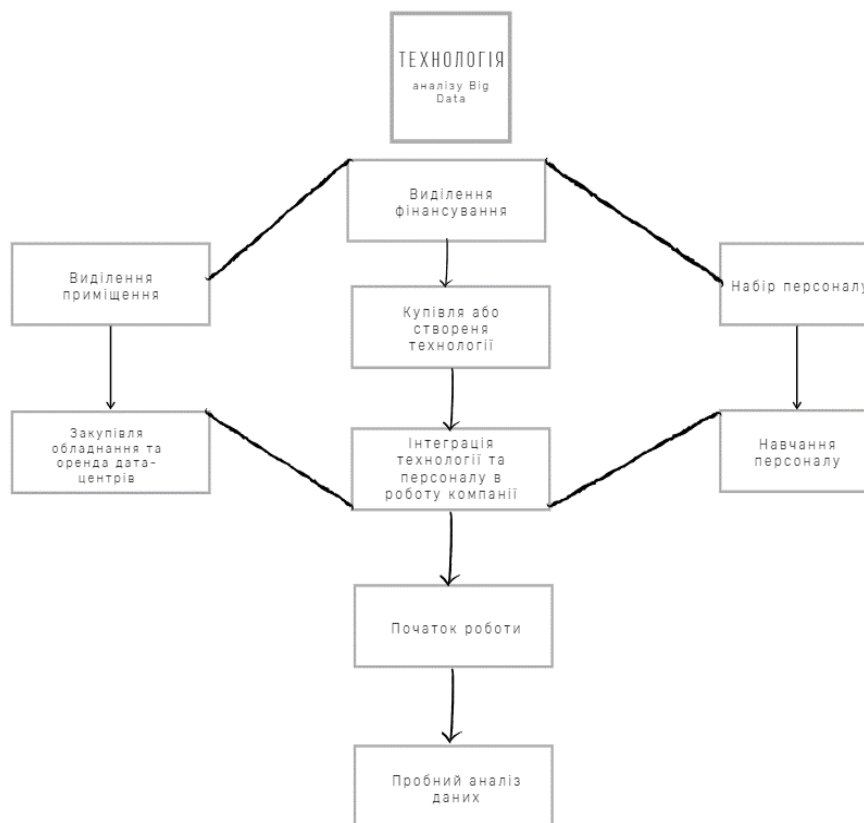 ТЕХНОЛОГІЯ
аналізу Big
Data
Виділення
фінансування
Виділення
приміщення
Набір персоналу
Купівля або
створеня
технології
Закупівля
обладнання та
оренда дата-
центрів
Інтеграція
технології та
персоналу в
роботу компанії
Навчання
персоналу
Початок роботи
Пробний аналіз
даних